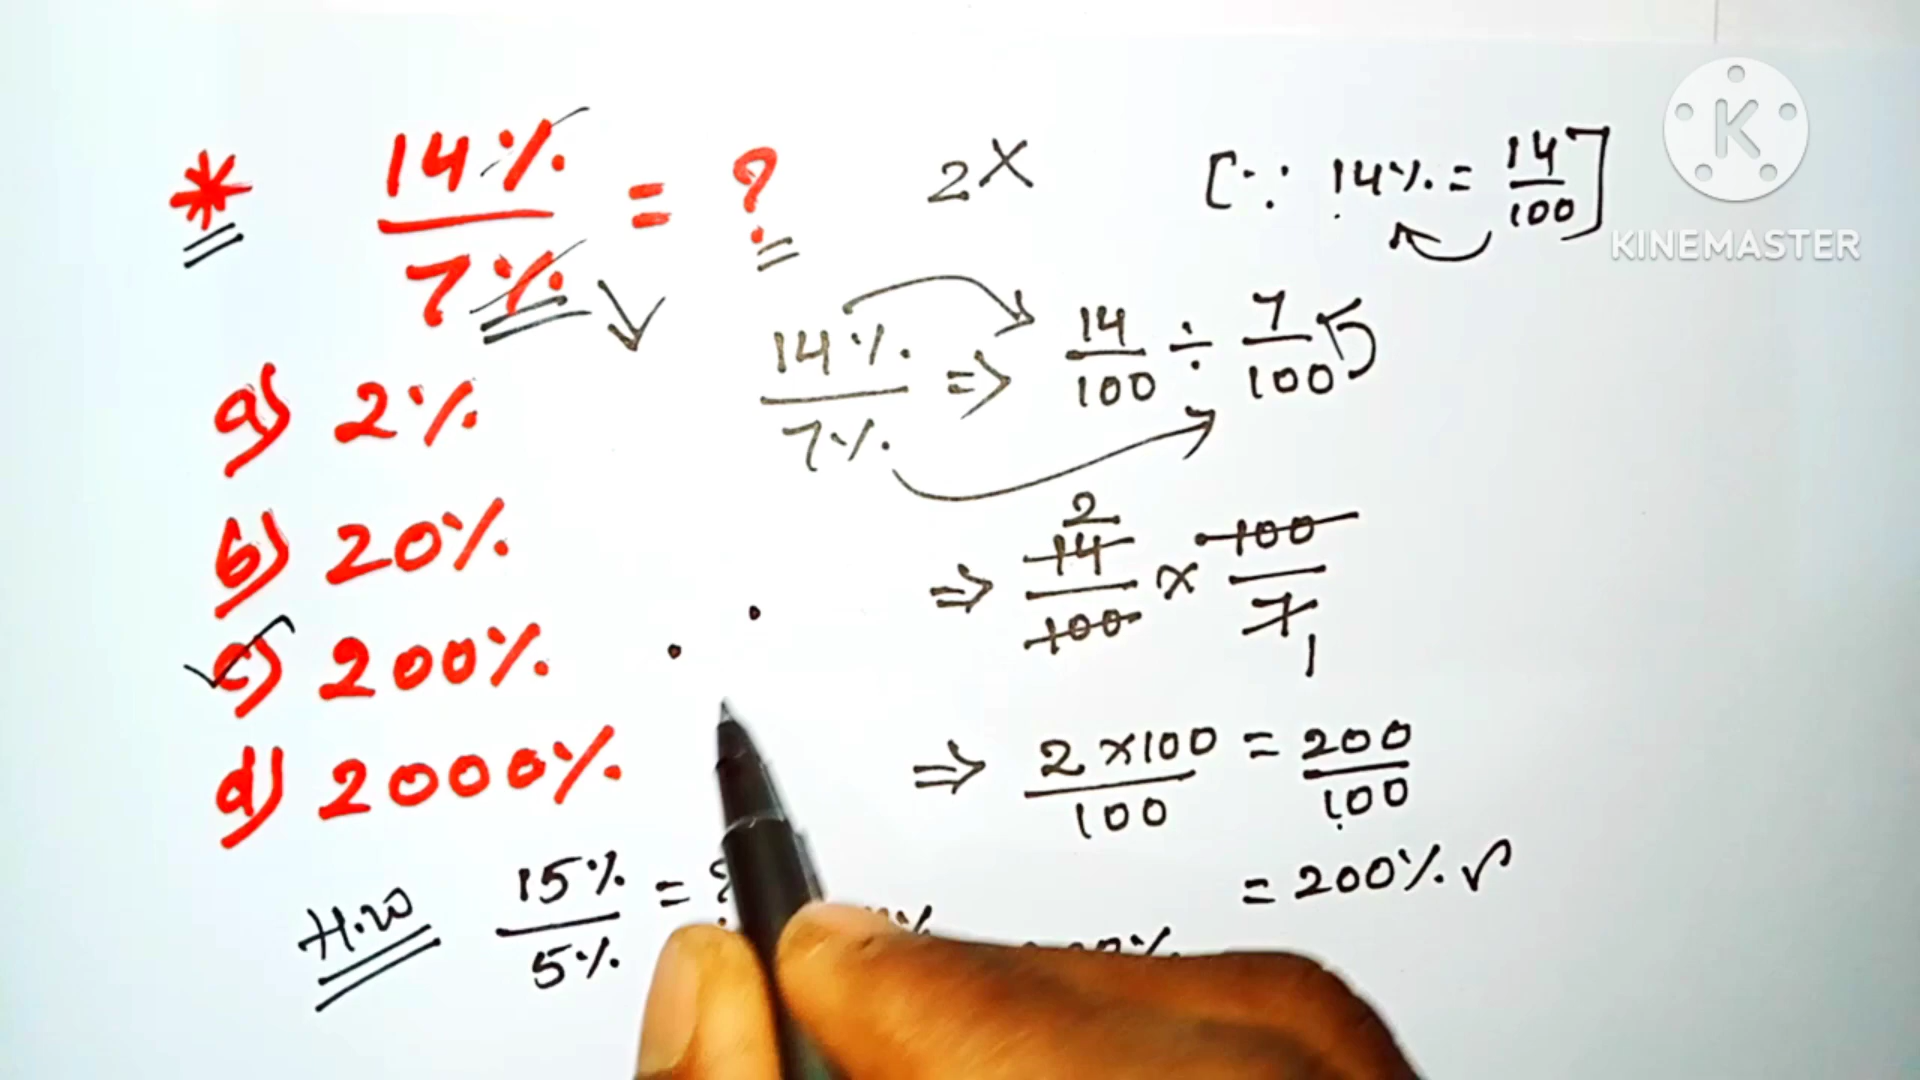 * 14% / 7% = ?
2 X
[∵ 14% = 14/100]
KINEMASTER
14% / 7% => 14/100 ÷ 7/100
a) 2%
b) 20%
c) 200%
d) 2000%
=> 14/100 × 100/7
2
1
=> 2×100 / 100 = 200/100
= 200% ✓
H.W 15% / 5% = ?